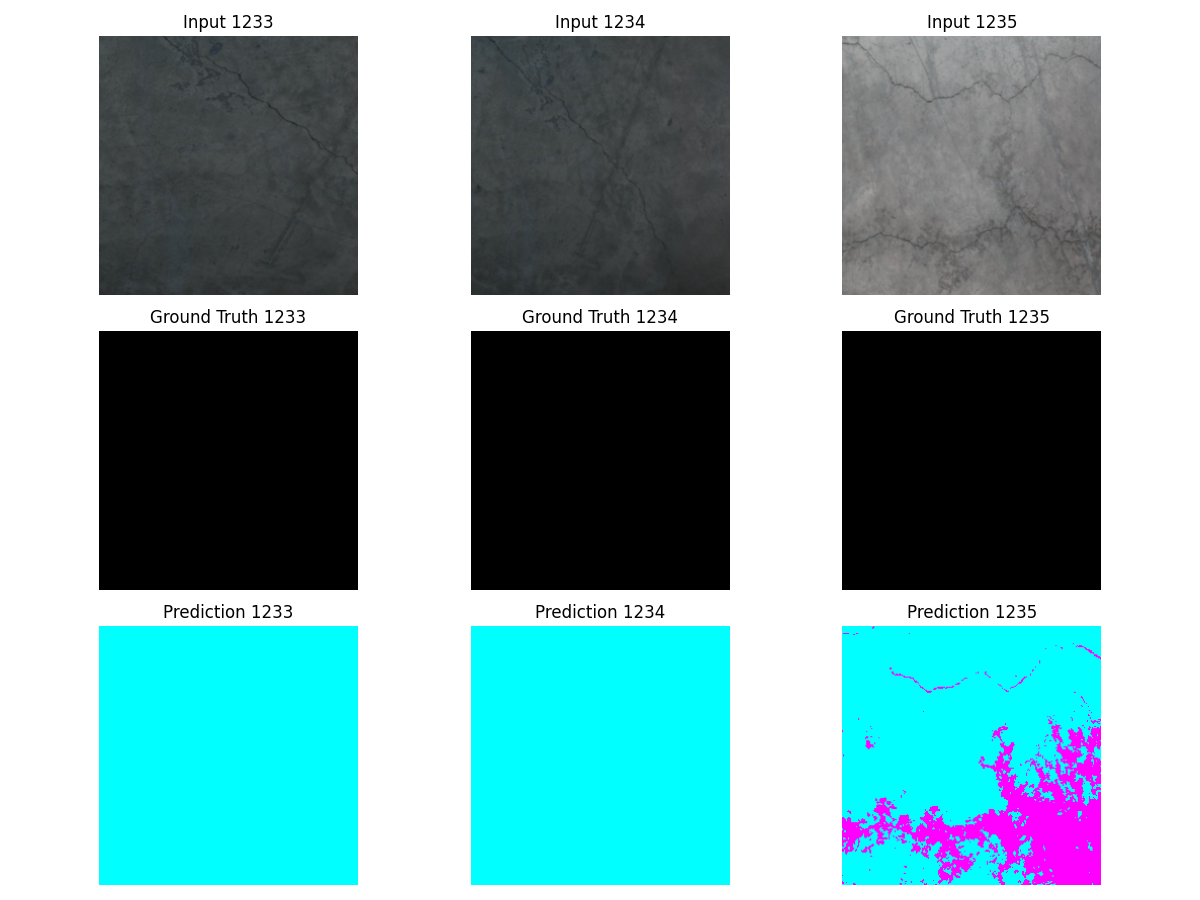 Input 1233
Input 1234
Input 1235
Ground Truth 1233
Ground Truth 1234
Ground Truth 1235
Prediction 1233
Prediction 1234
Prediction 1235